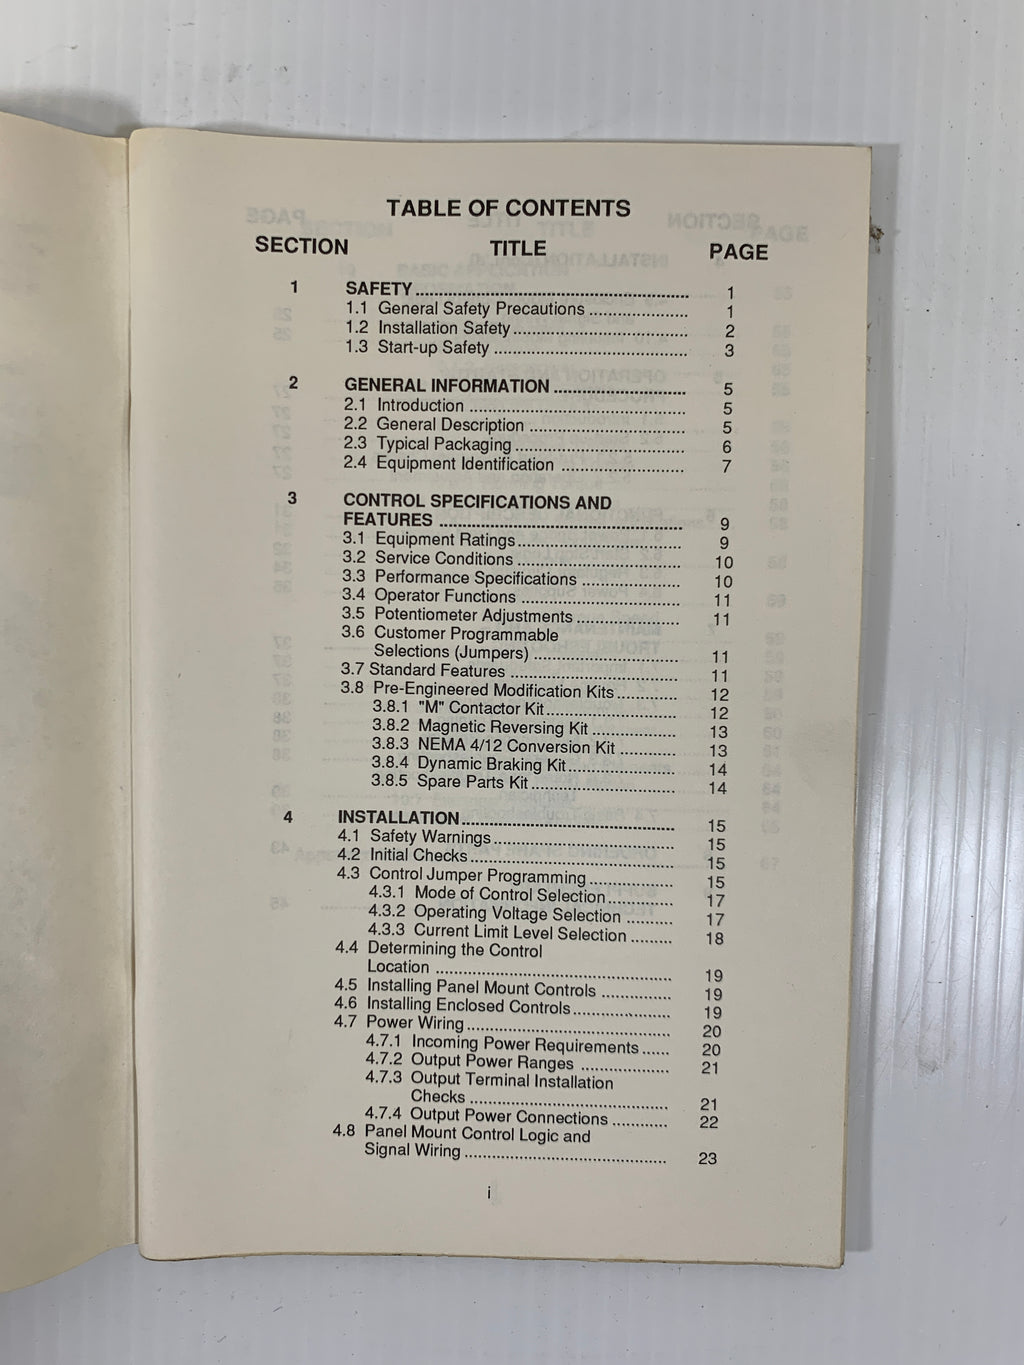 TABLE OF CONTENTS
SECTION TITLE PAGE
1 SAFETY ................................................ 1
1.1 General Safety Precautions ..................... 1
1.2 Installation Safety ..................................... 2
1.3 Start-up Safety ......................................... 3
2 GENERAL INFORMATION ............................ 5
2.1 Introduction .............................................. 5
2.2 General Description ................................. 5
2.3 Typical Packaging .................................... 6
2.4 Equipment Identification .......................... 7
3 CONTROL SPECIFICATIONS AND
FEATURES .................................................... 9
3.1 Equipment Ratings ................................... 9
3.2 Service Conditions ................................... 10
3.3 Performance Specifications ..................... 10
3.4 Operator Functions .................................. 11
3.5 Potentiometer Adjustments ...................... 11
3.6 Customer Programmable
Selections (Jumpers) ............................... 11
3.7 Standard Features .................................... 11
3.8 Pre-Engineered Modification Kits ............. 12
3.8.1 "M" Contactor Kit ............................ 12
3.8.2 Magnetic Reversing Kit .................. 13
3.8.3 NEMA 4/12 Conversion Kit ............ 13
3.8.4 Dynamic Braking Kit ....................... 14
3.8.5 Spare Parts Kit ............................... 14
4 INSTALLATION .............................................. 15
4.1 Safety Warnings ....................................... 15
4.2 Initial Checks ............................................ 15
4.3 Control Jumper Programming .................. 15
4.3.1 Mode of Control Selection .............. 17
4.3.2 Operating Voltage Selection .......... 17
4.3.3 Current Limit Level Selection ......... 18
4.4 Determining the Control
Location ................................................... 19
4.5 Installing Panel Mount Controls ............... 19
4.6 Installing Enclosed Controls ..................... 19
4.7 Power Wiring ............................................ 20
4.7.1 Incoming Power Requirements ...... 20
4.7.2 Output Power Ranges ................... 21
4.7.3 Output Terminal Installation
Checks ........................................... 21
4.7.4 Output Power Connections ............ 22
4.8 Panel Mount Control Logic and
Signal Wiring ............................................ 23
i